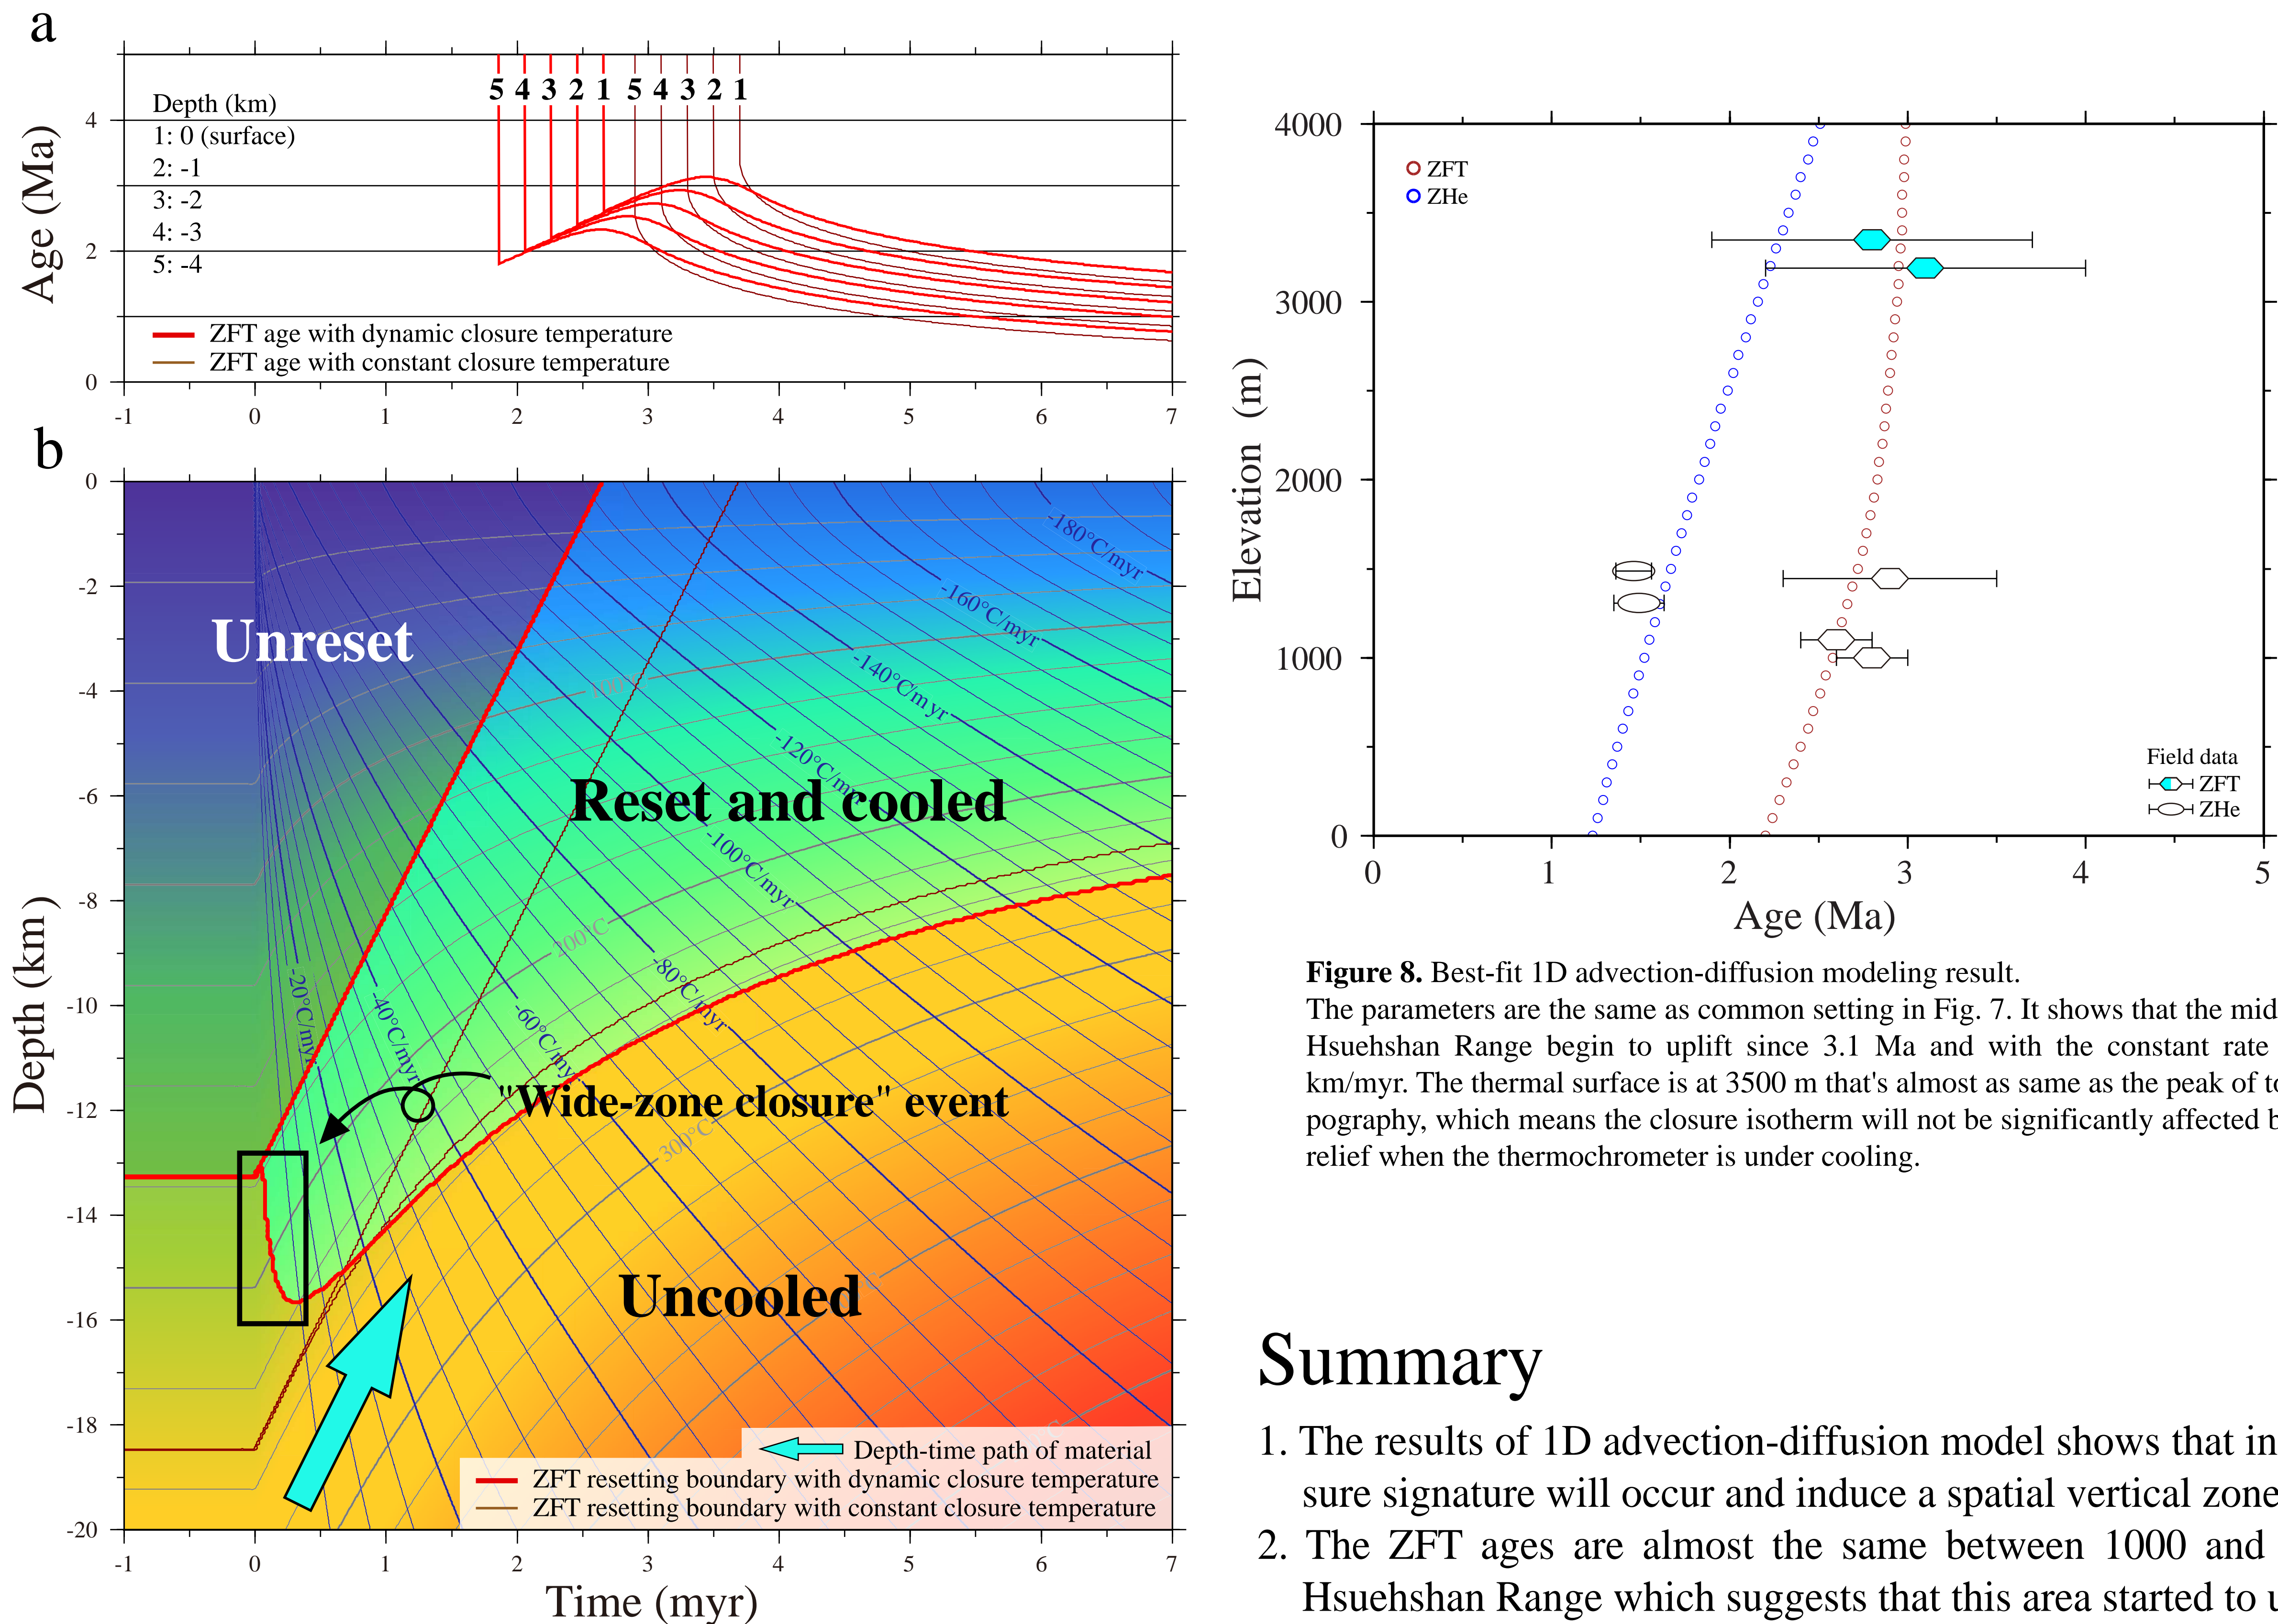 a
Age (Ma)
4
2
0
5 4 3 2 1 5 4 3 2 1
Depth (km)
1: 0 (surface)
2: -1
3: -2
4: -3
5: -4
ZFT age with dynamic closure temperature
ZFT age with constant closure temperature
-1 0 1 2 3 4 5 6 7
b
Depth (km)
0
-2
-4
-6
-8
-10
-12
-14
-16
-18
-20
Unreset
Reset and cooled
"Wide-zone closure" event
Uncooled
100°C
200°C
300°C
-20°C/myr
-40°C/myr
-60°C/myr
-80°C/myr
-100°C/myr
-120°C/myr
-140°C/myr
-160°C/myr
-180°C/myr
Depth-time path of material
ZFT resetting boundary with dynamic closure temperature
ZFT resetting boundary with constant closure temperature
-1 0 1 2 3 4 5 6 7
Time (myr)
Elevation (m)
4000
3000
2000
1000
0
ZFT
ZHe
Field data
ZFT
ZHe
0 1 2 3 4 5
Age (Ma)
Figure 8. Best-fit 1D advection-diffusion modeling result.
The parameters are the same as common setting in Fig. 7. It shows that the mid
Hsuehshan Range begin to uplift since 3.1 Ma and with the constant rate
km/myr. The thermal surface is at 3500 m that's almost as same as the peak of to
pography, which means the closure isotherm will not be significantly affected b
relief when the thermochrometer is under cooling.
Summary
1. The results of 1D advection-diffusion model shows that in
sure signature will occur and induce a spatial vertical zone
2. The ZFT ages are almost the same between 1000 and
Hsuehshan Range which suggests that this area started to u